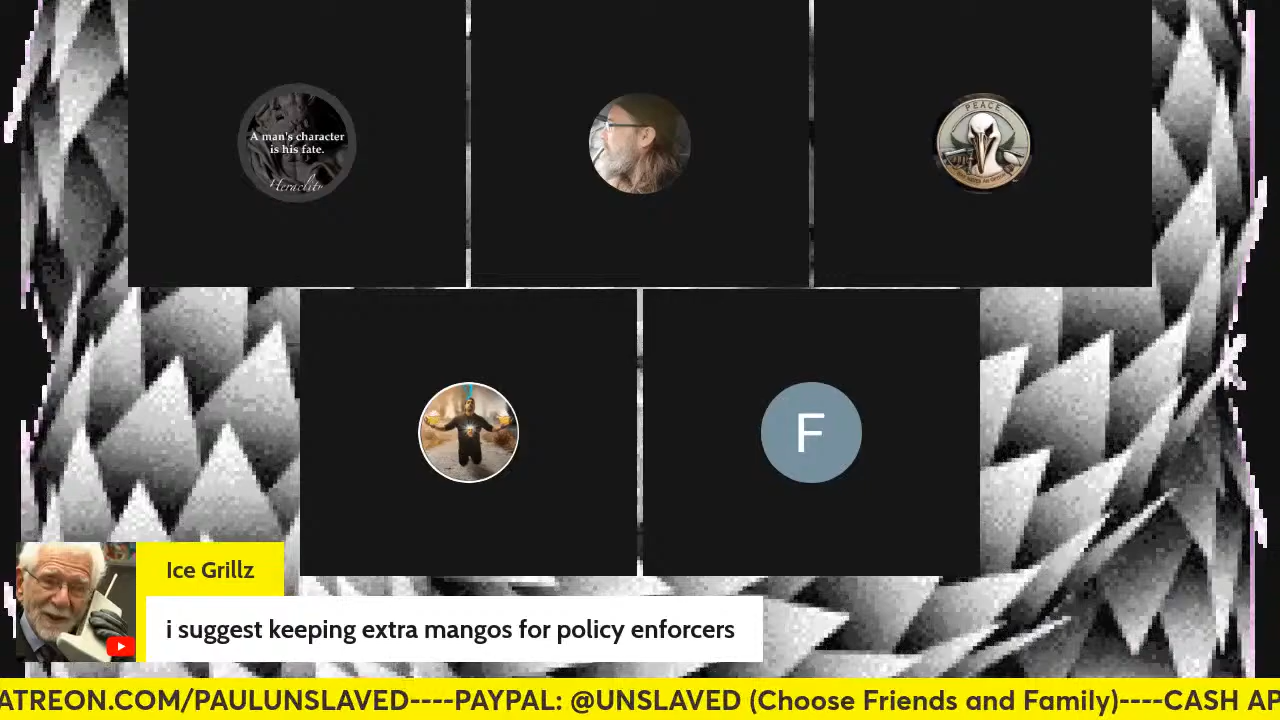 A man's character
is his fate.
PEACE
F
Ice Grillz
i suggest keeping extra mangos for policy enforcers
ATREON.COM/PAULUNSLAVED----PAYPAL: @UNSLAVED (Choose Friends and Family)----CASH AP